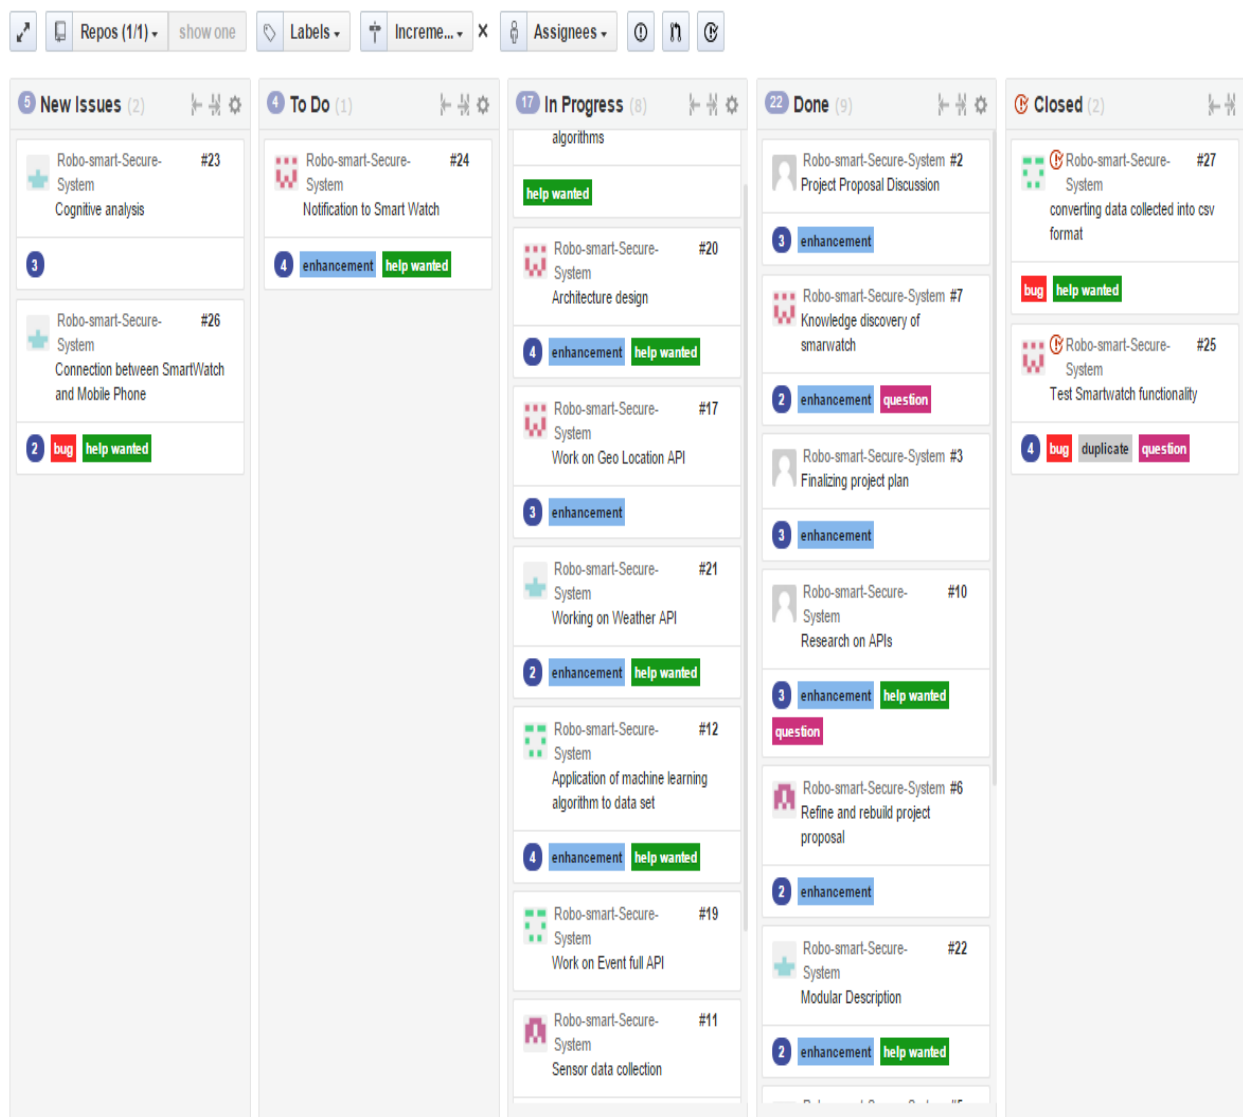 Repos (1/1)
show one
Labels
Increme...
Assignees
5 New Issues (2)
Robo-smart-Secure- #23
System
Cognitive analysis
3
Robo-smart-Secure- #26
System
Connection between SmartWatch
and Mobile Phone
2 bug help wanted
4 To Do (1)
Robo-smart-Secure- #24
System
Notification to Smart Watch
4 enhancement help wanted
17 In Progress (8)
algorithms
help wanted
Robo-smart-Secure- #20
System
Architecture design
4 enhancement help wanted
Robo-smart-Secure- #17
System
Work on Geo Location API
3 enhancement
Robo-smart-Secure- #21
System
Working on Weather API
2 enhancement help wanted
Robo-smart-Secure- #12
System
Application of machine learning
algorithm to data set
4 enhancement help wanted
Robo-smart-Secure- #19
System
Work on Event full API
Robo-smart-Secure- #11
System
Sensor data collection
22 Done (9)
Robo-smart-Secure-System #2
Project Proposal Discussion
3 enhancement
Robo-smart-Secure-System #7
Knowledge discovery of
smarwatch
2 enhancement question
Robo-smart-Secure-System #3
Finalizing project plan
3 enhancement
Robo-smart-Secure- #10
System
Research on APIs
3 enhancement help wanted
question
Robo-smart-Secure-System #6
Refine and rebuild project
proposal
2 enhancement
Robo-smart-Secure- #22
System
Modular Description
2 enhancement help wanted
Closed (2)
Robo-smart-Secure- #27
System
converting data collected into csv
format
bug help wanted
Robo-smart-Secure- #25
System
Test Smartwatch functionality
4 bug duplicate question